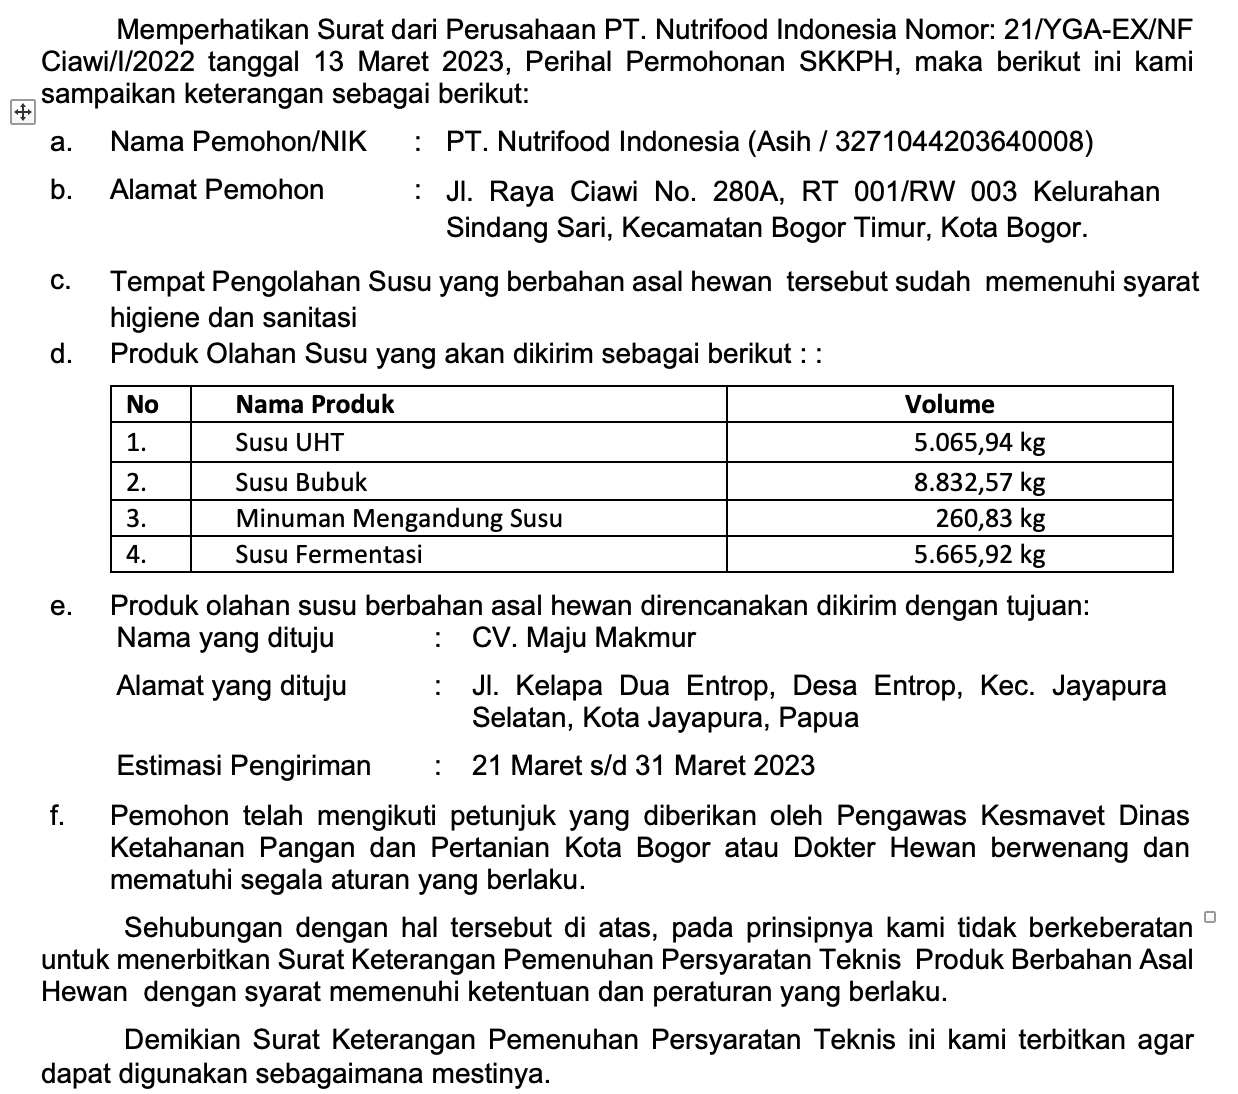 Memperhatikan Surat dari Perusahaan PT. Nutrifood Indonesia Nomor: 21/YGA-EX/NF
Ciawi/I/2022 tanggal 13 Maret 2023, Perihal Permohonan SKKPH, maka berikut ini kami
sampaikan keterangan sebagai berikut:
a. Nama Pemohon/NIK : PT. Nutrifood Indonesia (Asih / 3271044203640008)
b. Alamat Pemohon : Jl. Raya Ciawi No. 280A, RT 001/RW 003 Kelurahan
Sindang Sari, Kecamatan Bogor Timur, Kota Bogor.
c. Tempat Pengolahan Susu yang berbahan asal hewan tersebut sudah memenuhi syarat
higiene dan sanitasi
d. Produk Olahan Susu yang akan dikirim sebagai berikut : :
No Nama Produk Volume
1. Susu UHT 5.065,94 kg
2. Susu Bubuk 8.832,57 kg
3. Minuman Mengandung Susu 260,83 kg
4. Susu Fermentasi 5.665,92 kg
e. Produk olahan susu berbahan asal hewan direncanakan dikirim dengan tujuan:
Nama yang dituju : CV. Maju Makmur
Alamat yang dituju : Jl. Kelapa Dua Entrop, Desa Entrop, Kec. Jayapura
Selatan, Kota Jayapura, Papua
Estimasi Pengiriman : 21 Maret s/d 31 Maret 2023
f. Pemohon telah mengikuti petunjuk yang diberikan oleh Pengawas Kesmavet Dinas
Ketahanan Pangan dan Pertanian Kota Bogor atau Dokter Hewan berwenang dan
mematuhi segala aturan yang berlaku.
Sehubungan dengan hal tersebut di atas, pada prinsipnya kami tidak berkeberatan
untuk menerbitkan Surat Keterangan Pemenuhan Persyaratan Teknis Produk Berbahan Asal
Hewan dengan syarat memenuhi ketentuan dan peraturan yang berlaku.
Demikian Surat Keterangan Pemenuhan Persyaratan Teknis ini kami terbitkan agar
dapat digunakan sebagaimana mestinya.